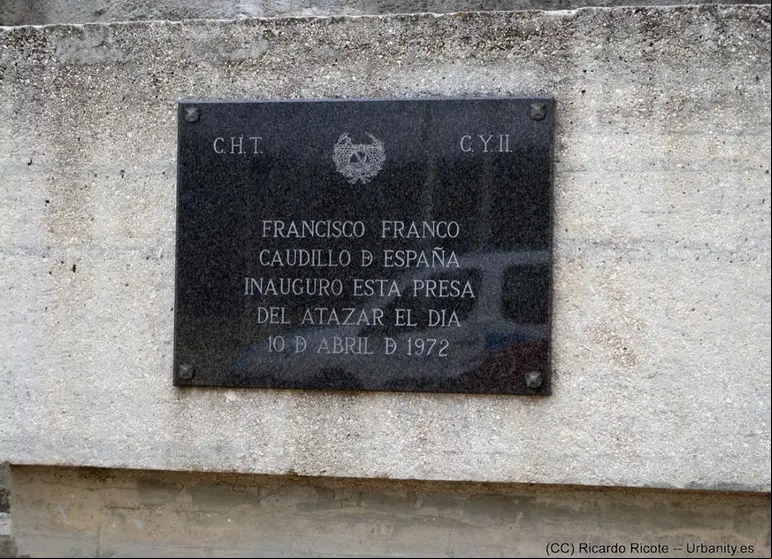 C.H.T. C.Y.II.
FRANCISCO FRANCO
CAUDILLO D ESPAÑA
INAUGURO ESTA PRESA
DEL ATAZAR EL DIA
10 D ABRIL D 1972
(CC) Ricardo Ricote -- Urbanity.es